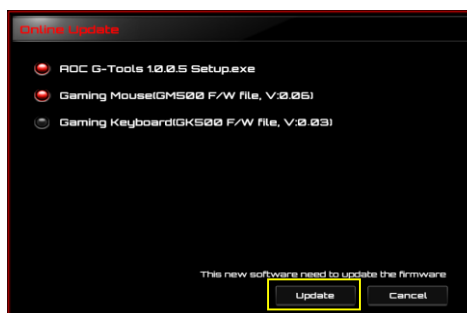 Online Update
AOC G-Tools 1.0.0.5 Setup.exe
Gaming Mouse(GM500 F/W file, V:0.06)
Gaming Keyboard(GK500 F/W file, V:0.03)
This new software need to update the firmware
Update
Cancel